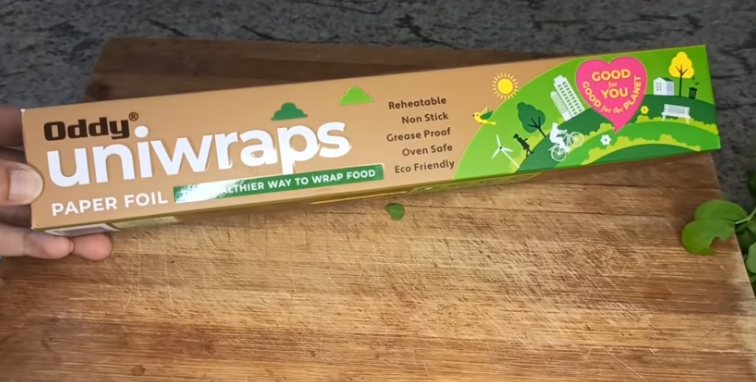 Oddy®
uniwraps
PAPER FOIL
WAY TO WRAP FOOD
Reheatable
Non Stick
Grease Proof
Oven Safe
Eco Friendly
GOOD
for
YOU
GOOD for the PLANET